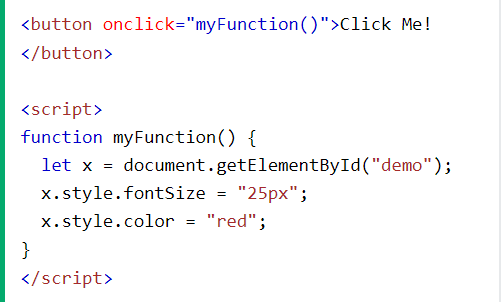 <button onclick="myFunction()">Click Me!
</button>
<script>
function myFunction() {
let x = document.getElementById("demo");
x.style.fontSize = "25px";
x.style.color = "red";
}
</script>